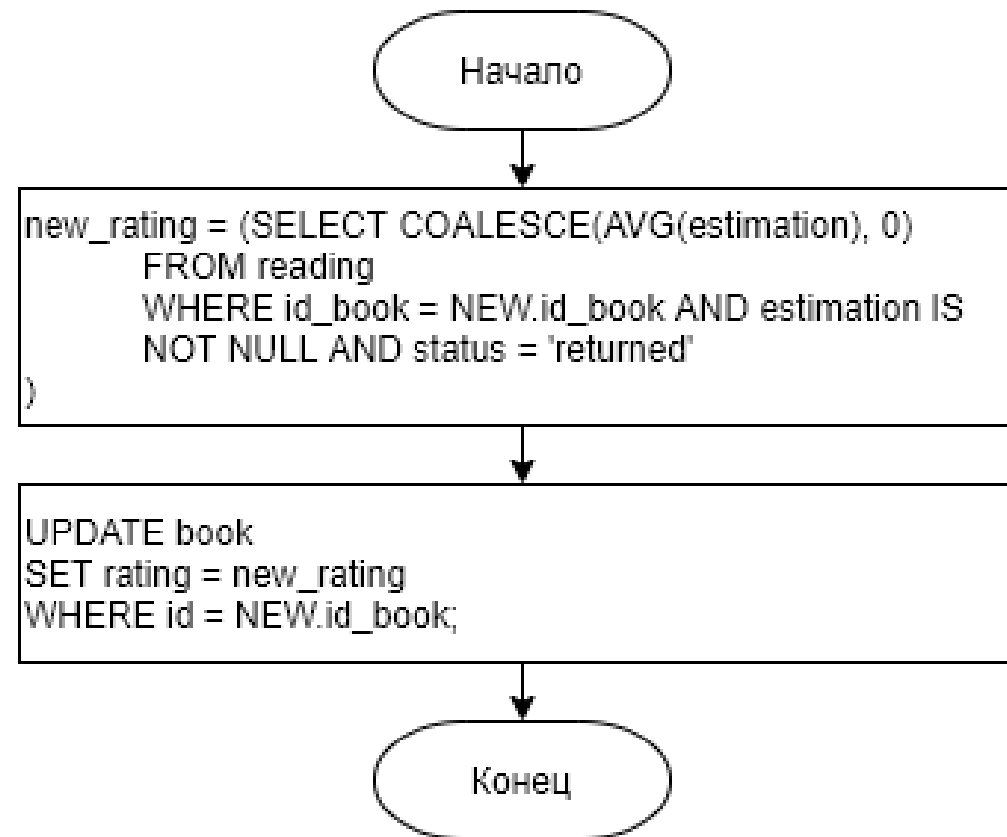 Начало
new_rating = (SELECT COALESCE(AVG(estimation), 0)
FROM reading
WHERE id_book = NEW.id_book AND estimation IS
NOT NULL AND status = 'returned'
)
UPDATE book
SET rating = new_rating
WHERE id = NEW.id_book;
Конец